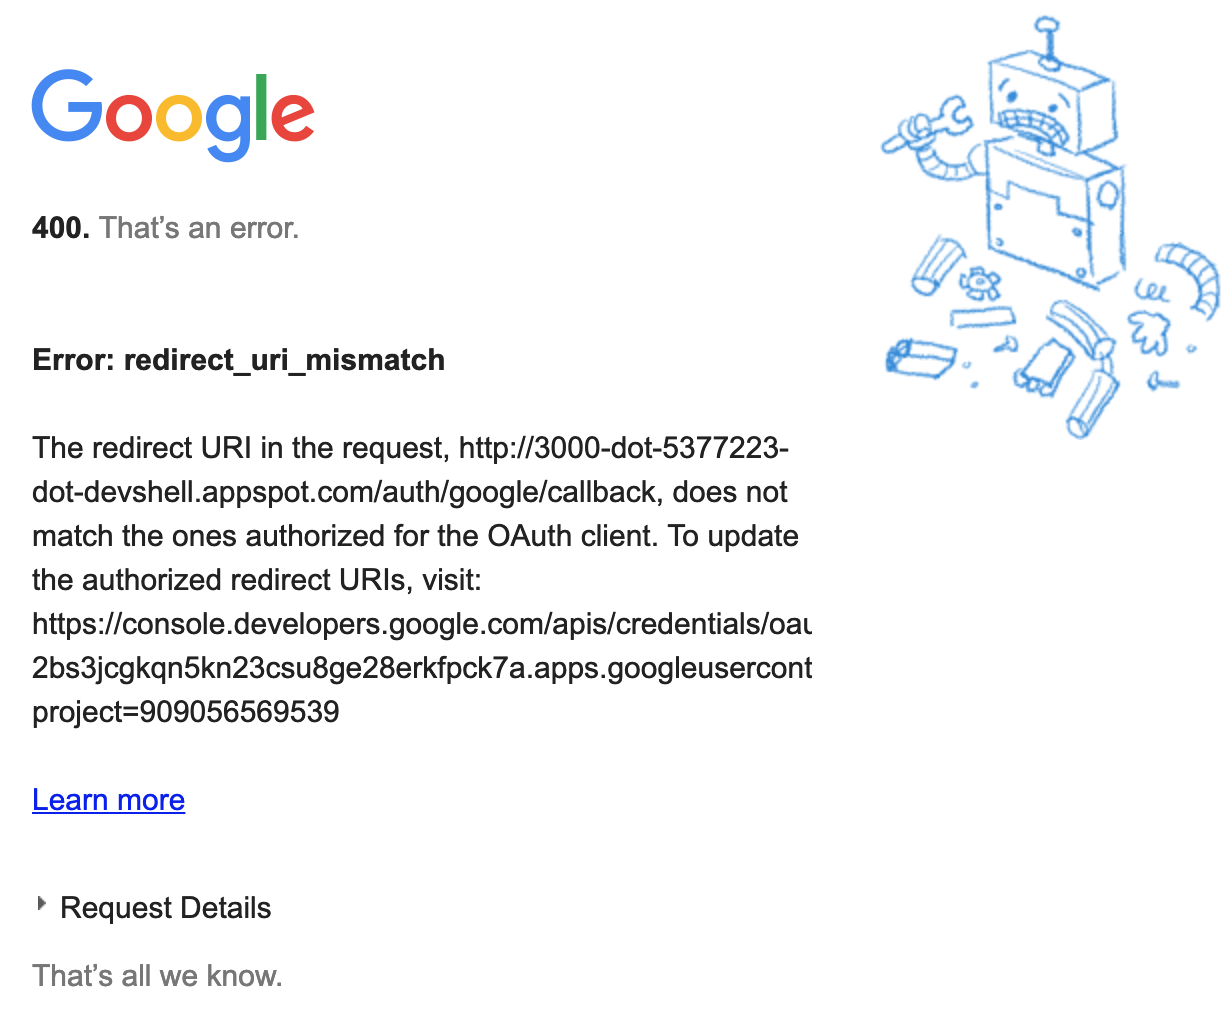 Google
400. That’s an error.
Error: redirect_uri_mismatch
The redirect URI in the request, http://3000-dot-5377223-
dot-devshell.appspot.com/auth/google/callback, does not
match the ones authorized for the OAuth client. To update
the authorized redirect URIs, visit:
https://console.developers.google.com/apis/credentials/oau
2bs3jcgkqn5kn23csu8ge28erkfpck7a.apps.googleusercont
project=909056569539
Learn more
Request Details
That’s all we know.